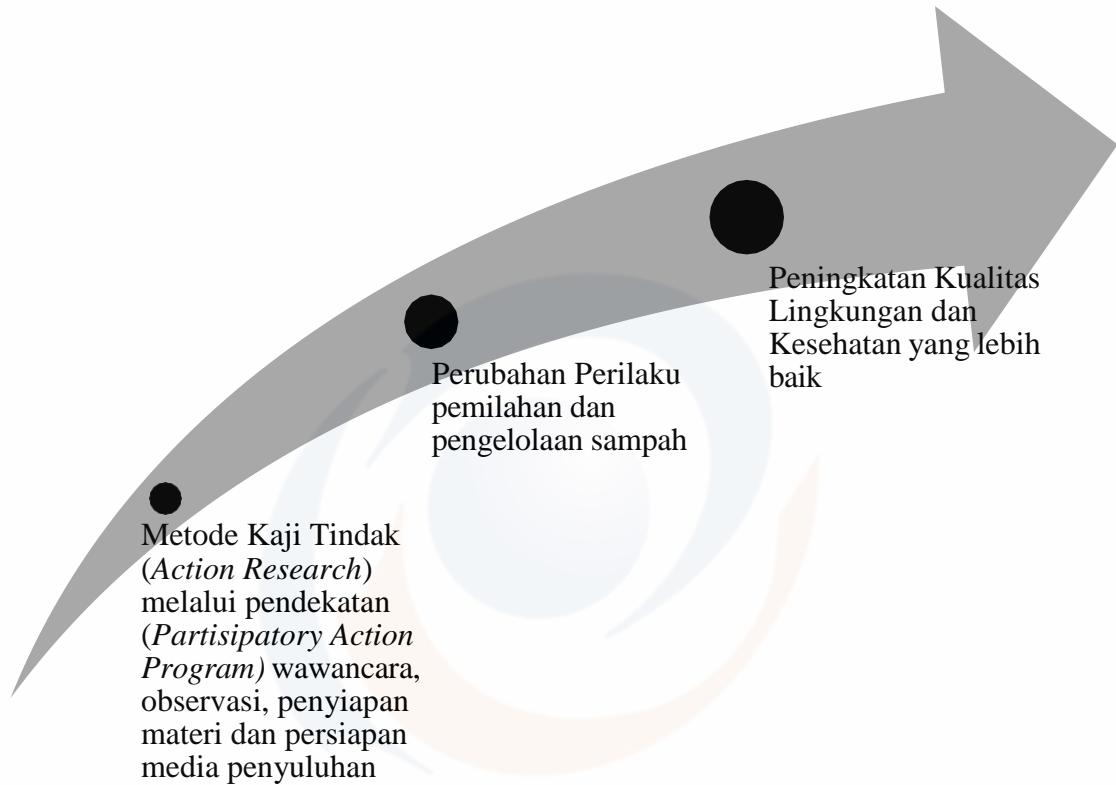 Metode Kaji Tindak
(Action Research)
melalui pendekatan
(Partisipatory Action
Program) wawancara,
observasi, penyiapan
materi dan persiapan
media penyuluhan
Perubahan Perilaku
pemilahan dan
pengelolaan sampah
Peningkatan Kualitas
Lingkungan dan
Kesehatan yang lebih
baik